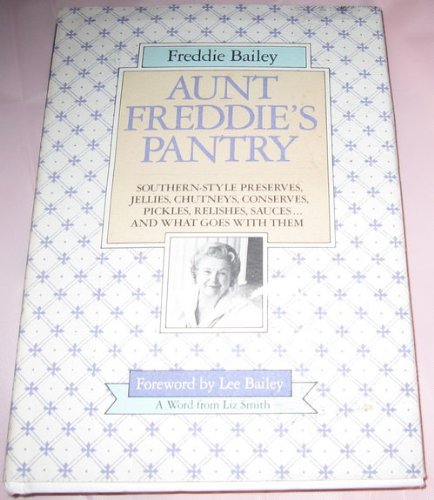 Freddie Bailey
AUNT
FREDDIE'S
PANTRY
SOUTHERN-STYLE PRESERVES,
JELLIES, CHUTNEYS, CONSERVES,
PICKLES, RELISHES, SAUCES...
AND WHAT GOES WITH THEM
Foreword by Lee Bailey
A Word from Liz Smith